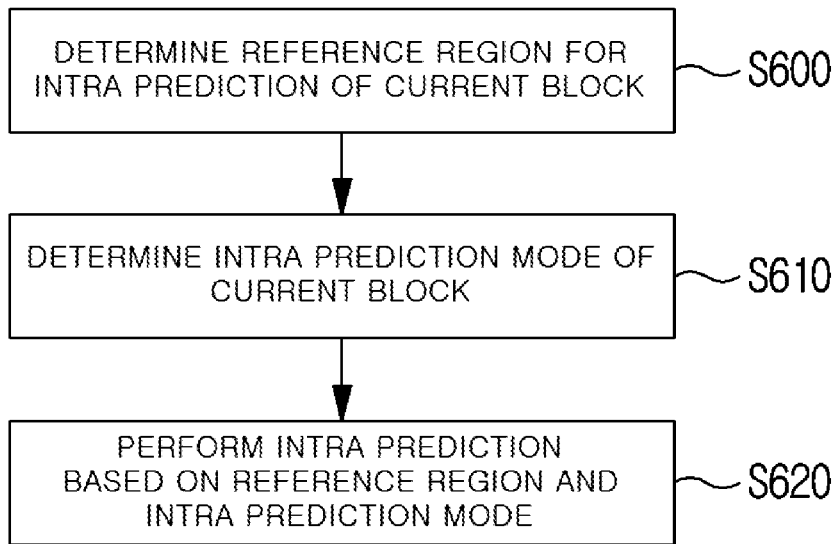 DETERMINE REFERENCE REGION FOR
INTRA PREDICTION OF CURRENT BLOCK
S600
DETERMINE INTRA PREDICTION MODE OF
CURRENT BLOCK
S610
PERFORM INTRA PREDICTION
BASED ON REFERENCE REGION AND
INTRA PREDICTION MODE
S620